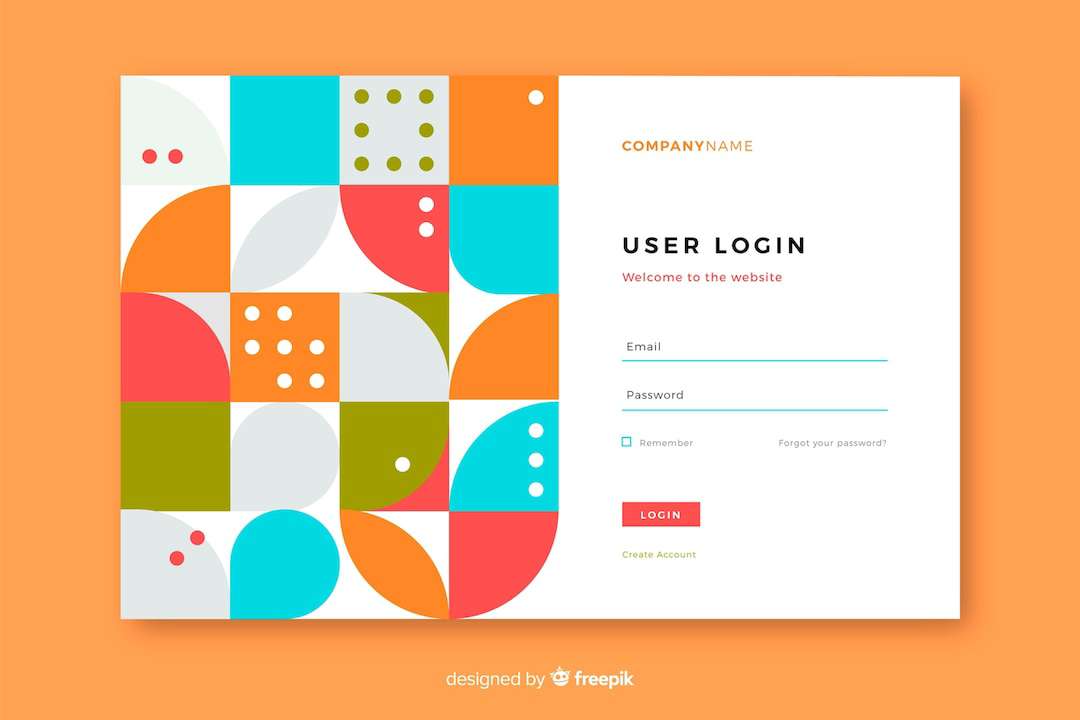 COMPANYNAME
USER LOGIN
Welcome to the website
Email
Password
Remember
Forgot your password?
LOGIN
Create Account
designed by freepik